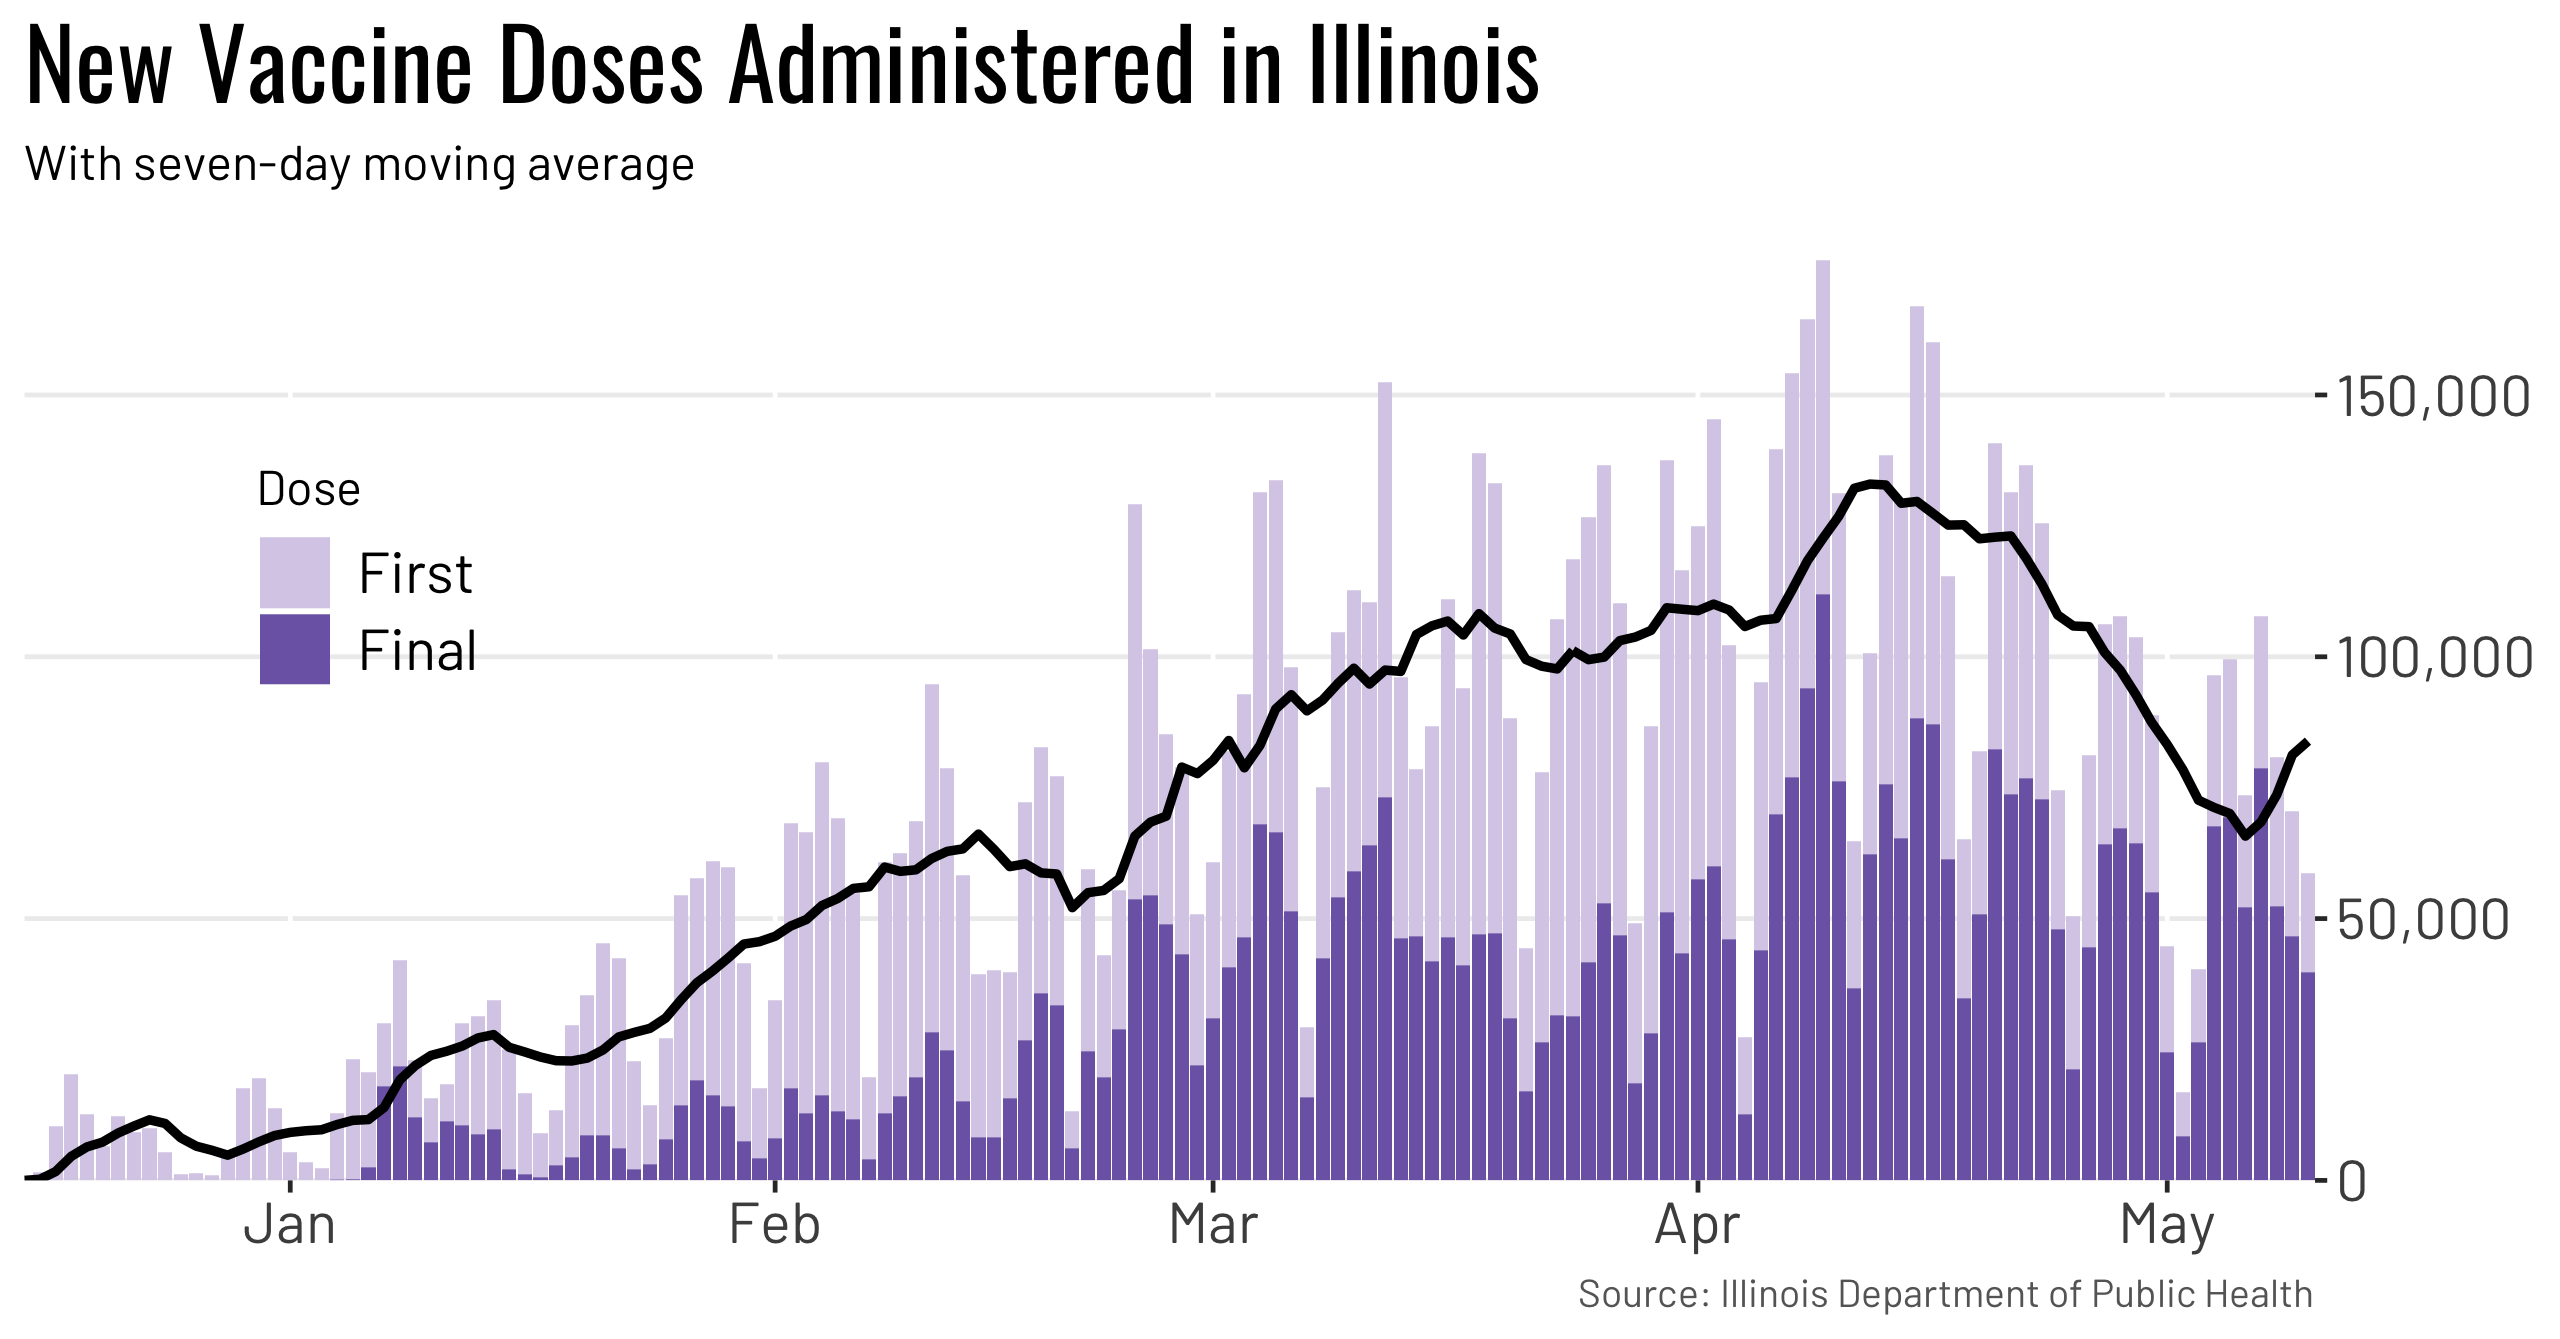 New Vaccine Doses Administered in Illinois
With seven-day moving average
150,000
Dose
First
100,000
Final
50,000
0
Jan Feb Mar Apr May
Source: Illinois Department of Public Health